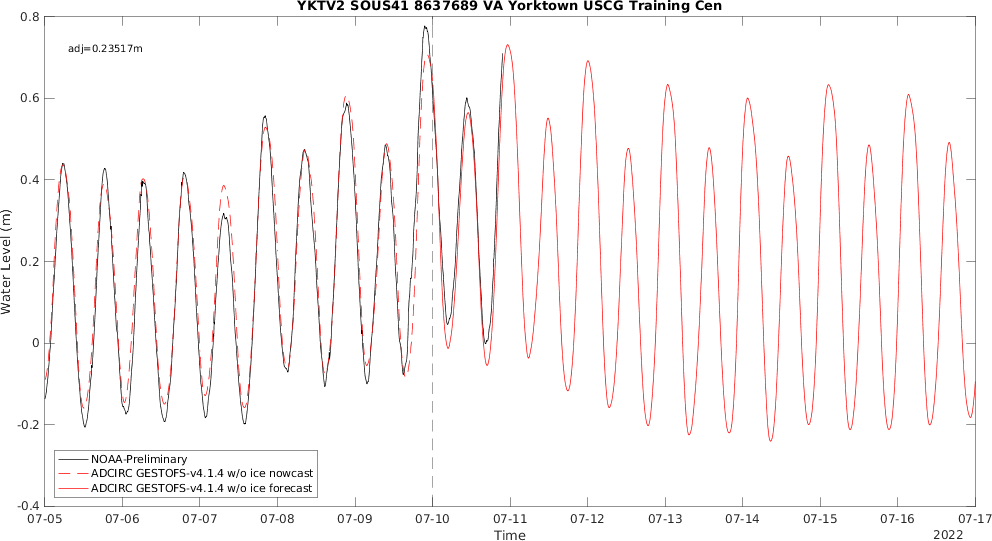 YKTV2 SOUS41 8637689 VA Yorktown USCG Training Cen
adj=0.23517m
0.8
0.6
0.4
0.2
0
-0.2
-0.4
Water Level (m)
NOAA-Preliminary
ADCIRC GESTOFS-v4.1.4 w/o ice nowcast
ADCIRC GESTOFS-v4.1.4 w/o ice forecast
07-05 07-06 07-07 07-08 07-09 07-10 07-11 07-12 07-13 07-14 07-15 07-16 07-17
Time
2022